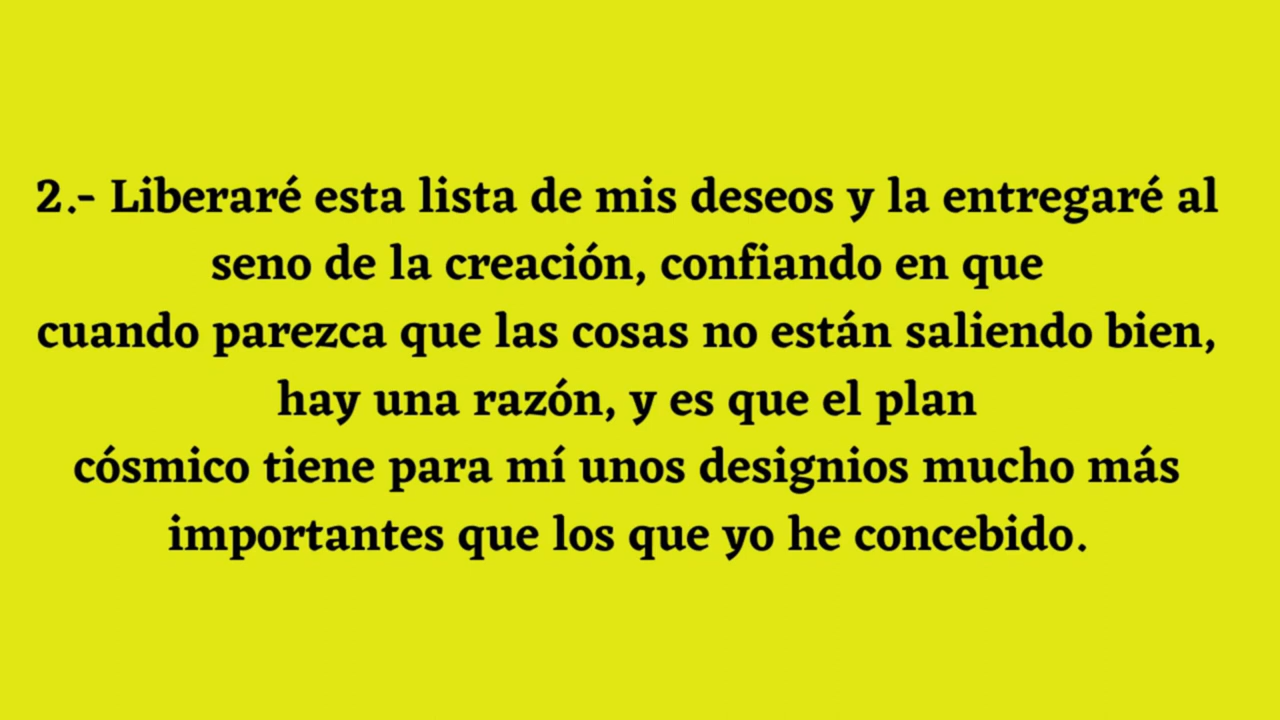 2.- Liberaré esta lista de mis deseos y la entregaré al
seno de la creación, confiando en que
cuando parezca que las cosas no están saliendo bien,
hay una razón, y es que el plan
cósmico tiene para mí unos designios mucho más
importantes que los que yo he concebido.